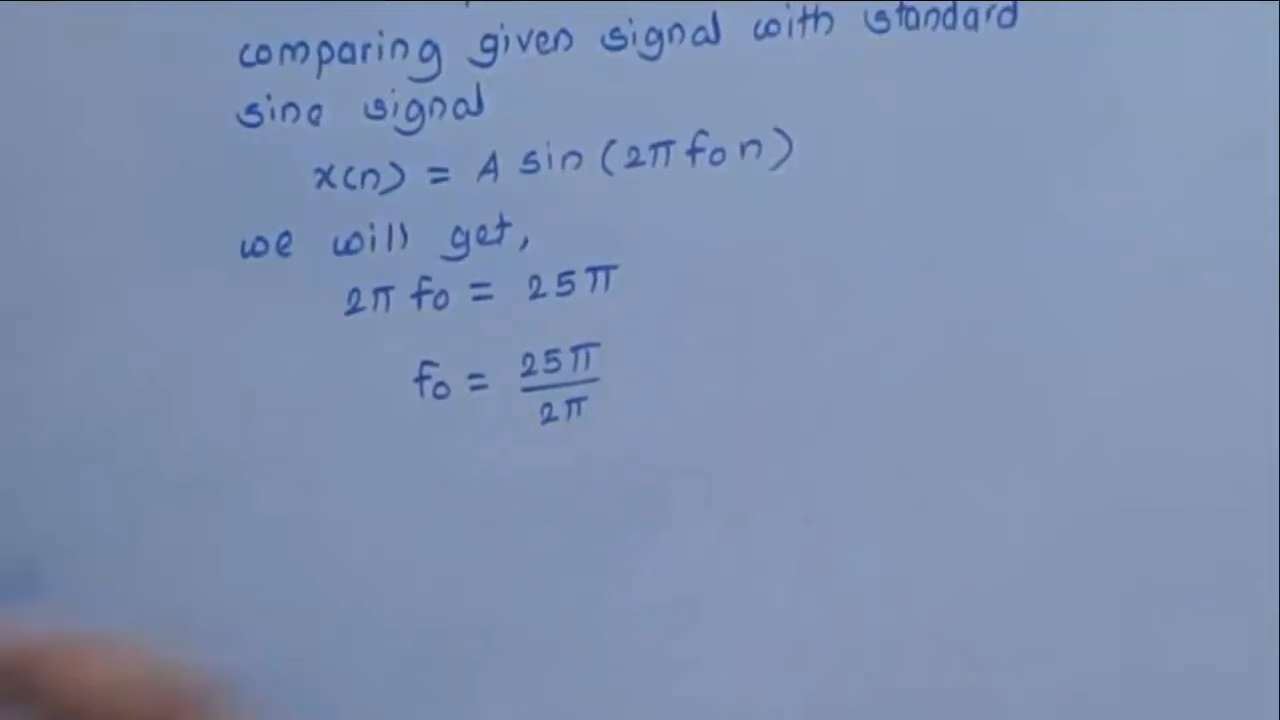 comparing given signal with standard
sine signal
x(n) = A sin (2π f0 n)
we will get,
2π f0 = 25π
f0 = 25π / 2π